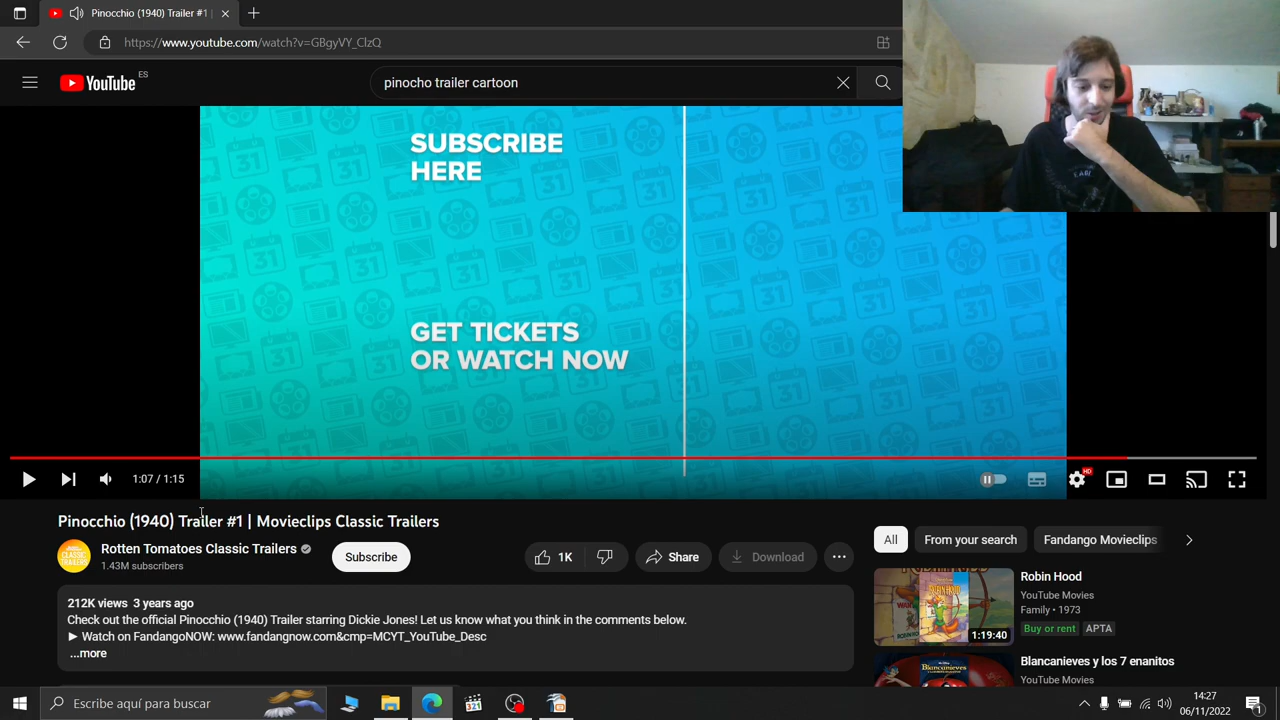 Pinocchio (1940) Trailer #1 |
https://www.youtube.com/watch?v=GBgyVY_ClzQ
YouTube ES
pinocho trailer cartoon
SUBSCRIBE
HERE
GET TICKETS
OR WATCH NOW
1:07 / 1:15
HD
Pinocchio (1940) Trailer #1 | Movieclips Classic Trailers
Rotten Tomatoes Classic Trailers
1.43M subscribers
Subscribe
1K
Share
Download
212K views 3 years ago
Check out the official Pinocchio (1940) Trailer starring Dickie Jones! Let us know what you think in the comments below.
► Watch on FandangoNOW: www.fandangnow.com&cmp=MCYT_YouTube_Desc
...more
All
From your search
Fandango Movieclips
Robin Hood
YouTube Movies
Family • 1973
Buy or rent APTA
1:19:40
Blancanieves y los 7 enanitos
YouTube Movies
Escribe aquí para buscar
14:27
06/11/2022
1